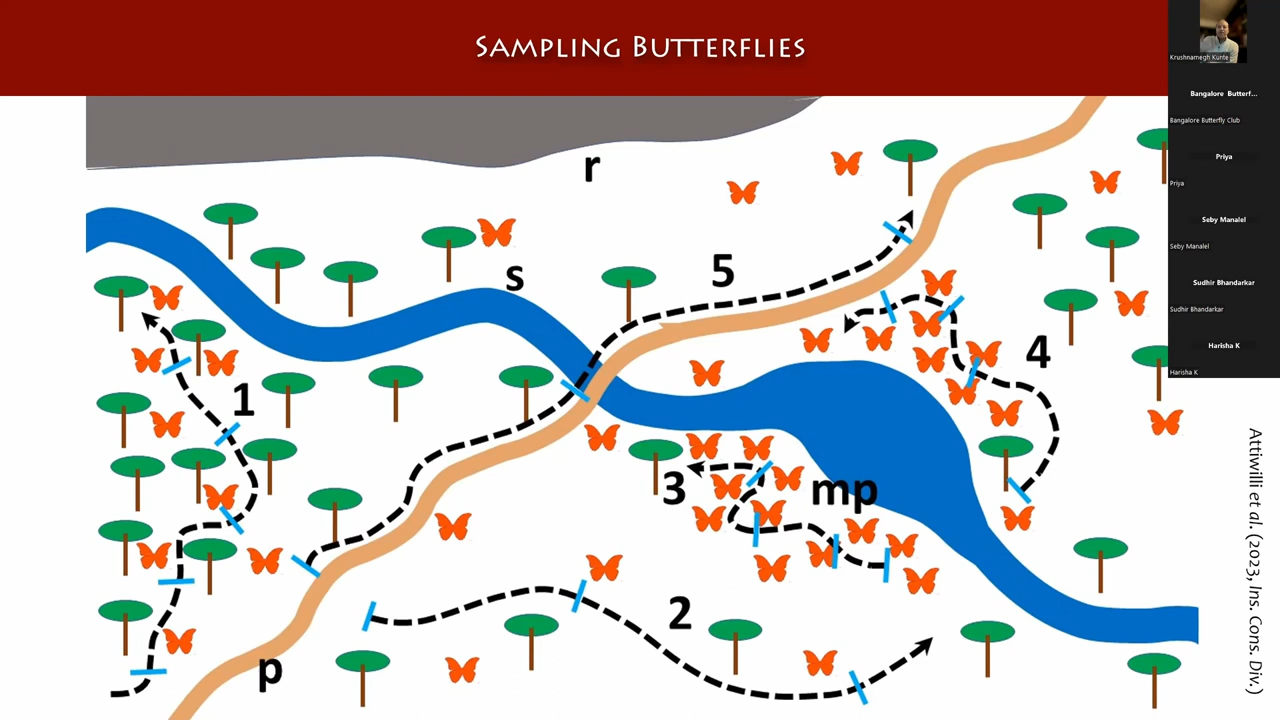 SAMPLING BUTTERFLIES
r
s
5
4
1
3
mp
2
p
Attiwilli et al. (2023, Ins. Cons. Div.)
Krushnamegh Kunte
Bangalore Butterf...
Bangalore Butterfly Club
Priya
Priya
Seby Manalel
Seby Manalel
Sudhir Bhandarkar
Sudhir Bhandarkar
Harisha K
Harisha K